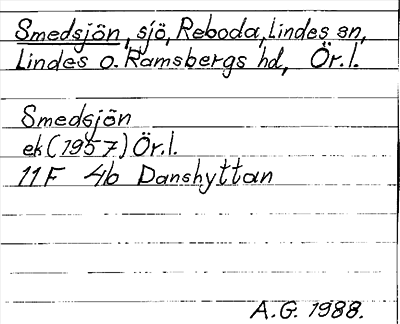 Smedsjön, sjö, Reboda, Lindes sn,
Lindes o. Ramsbergs hd, Ör.l.
Smedsjön
ek (1957) Ör.l.
11F 4b Danshyttan
A.G. 1988.